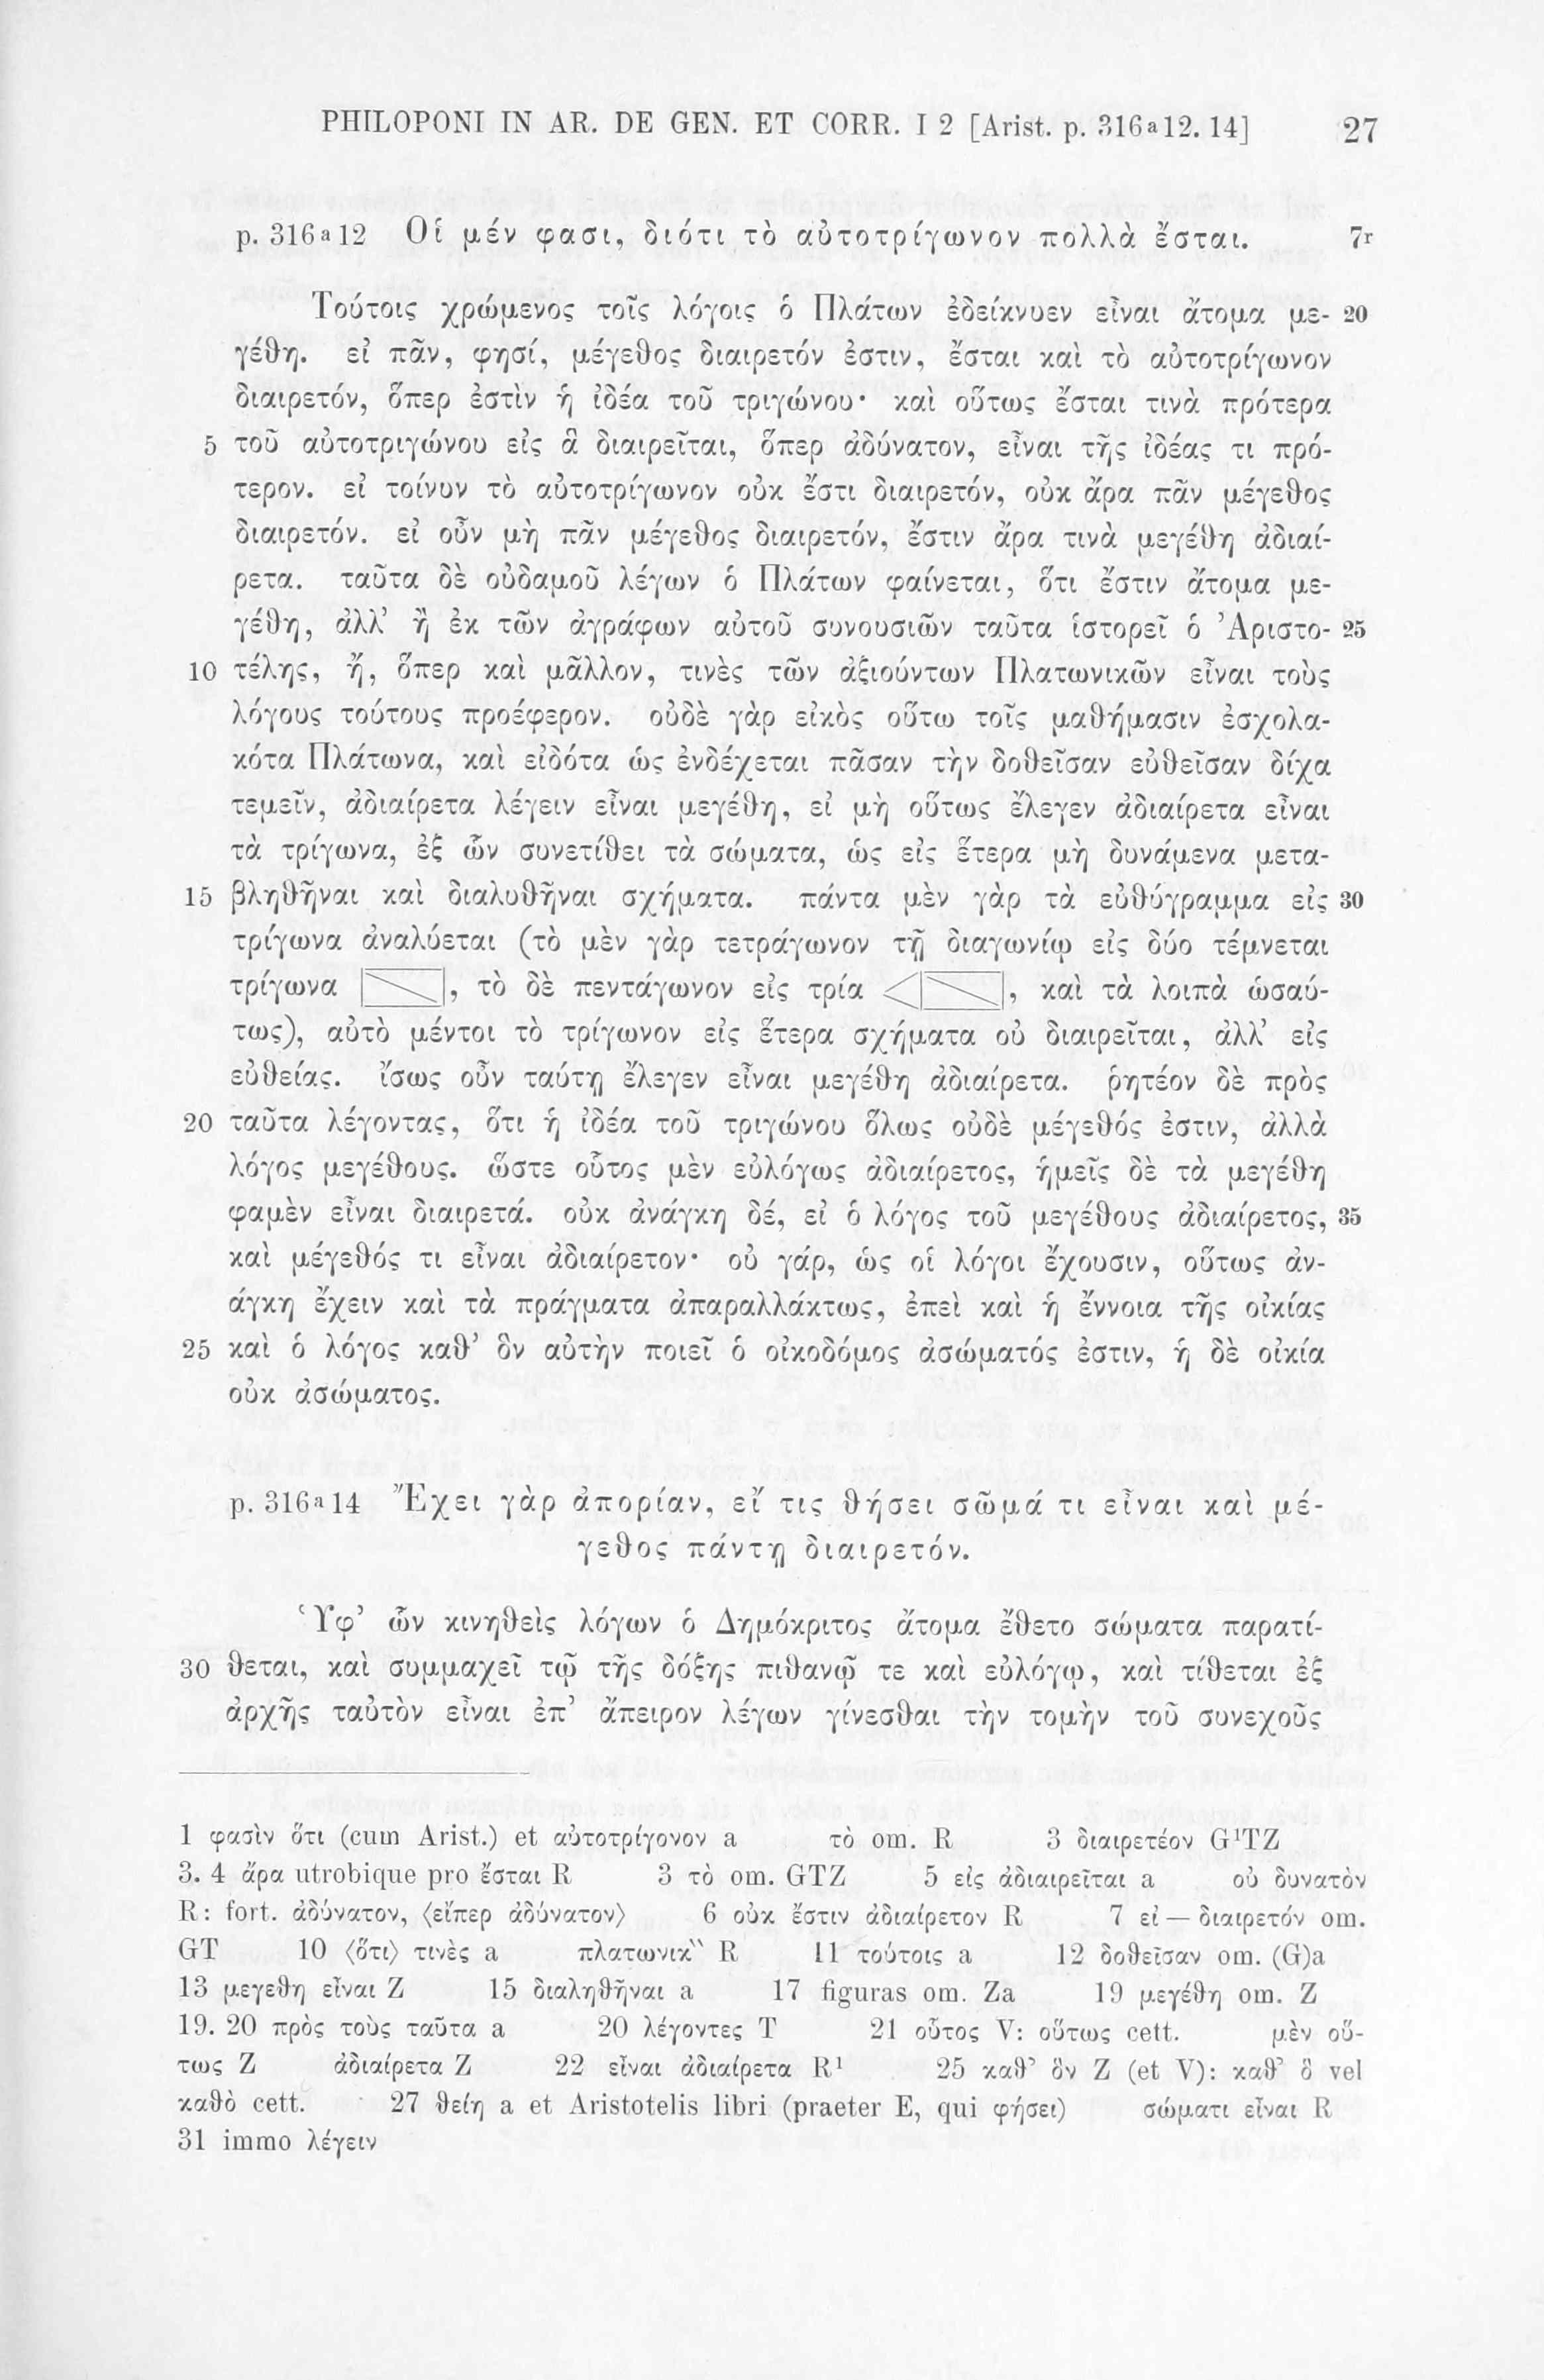 PHILOPONI IN AR. DE GEN. ET CORR. I 2 [Arist. p. 316ᵃ12. 14] 27
p. 316ᵃ12 Οἱ μέν φασι, διότι τὸ αὐτοτρίγωνον πολλὰ ἔσται. 7ʳ
Τούτοις χρώμενος τοῖς λόγοις ὁ Πλάτων ἐδείκνυεν εἶναι ἄτομα με- 20
γέθη. εἰ πᾶν, φησί, μέγεθος διαιρετόν ἐστιν, ἔσται καὶ τὸ αὐτοτρίγωνον
διαιρετόν, ὅπερ ἐστὶν ἡ ἰδέα τοῦ τριγώνου· καὶ οὕτως ἔσται τινὰ πρότερα
5 τοῦ αὐτοτριγώνου εἰς ἃ διαιρεῖται, ὅπερ ἀδύνατον, εἶναι τῆς ἰδέας τι πρό-
τερον. εἰ τοίνυν τὸ αὐτοτρίγωνον οὐκ ἔστι διαιρετόν, οὐκ ἄρα πᾶν μέγεθος
διαιρετόν. εἰ οὖν μὴ πᾶν μέγεθος διαιρετόν, ἔστιν ἄρα τινὰ μεγέθη ἀδιαί-
ρετα. ταῦτα δὲ οὐδαμοῦ λέγων ὁ Πλάτων φαίνεται, ὅτι ἔστιν ἄτομα με-
γέθη, ἀλλ’ ἢ ἐκ τῶν ἀγράφων αὐτοῦ συνουσιῶν ταῦτα ἱστορεῖ ὁ Ἀριστο- 25
10 τέλης, ἤ, ὅπερ καὶ μᾶλλον, τινὲς τῶν ἀξιούντων Πλατωνικῶν εἶναι τοὺς
λόγους τούτους προέφερον. οὐδὲ γὰρ εἰκὸς οὕτω τοῖς μαθήμασιν ἐσχολα-
κότα Πλάτωνα, καὶ εἰδότα ὡς ἐνδέχεται πᾶσαν τὴν δοθεῖσαν εὐθεῖσαν δίχα
τεμεῖν, ἀδιαίρετα λέγειν εἶναι μεγέθη, εἰ μὴ οὕτως ἔλεγεν ἀδιαίρετα εἶναι
τὰ τρίγωνα, ἐξ ὧν συνετίθει τὰ σώματα, ὡς εἰς ἕτερα μὴ δυνάμενα μετα-
15 βληθῆναι καὶ διαλυθῆναι σχήματα. πάντα μὲν γὰρ τὰ εὐθύγραμμα εἰς 30
τρίγωνα ἀναλύεται (τὸ μὲν γὰρ τετράγωνον τῇ διαγωνίῳ εἰς δύο τέμνεται
τρίγωνα , τὸ δὲ πεντάγωνον εἰς τρία , καὶ τὰ λοιπὰ ὡσαύ-
τως), αὐτὸ μέντοι τὸ τρίγωνον εἰς ἕτερα σχήματα οὐ διαιρεῖται, ἀλλ’ εἰς
εὐθείας. ἴσως οὖν ταύτῃ ἔλεγεν εἶναι μεγέθη ἀδιαίρετα. ῥητέον δὲ πρὸς
20 ταῦτα λέγοντας, ὅτι ἡ ἰδέα τοῦ τριγώνου ὅλως οὐδὲ μέγεθός ἐστιν, ἀλλὰ
λόγος μεγέθους. ὥστε οὗτος μὲν εὐλόγως ἀδιαίρετος, ἡμεῖς δὲ τὰ μεγέθη
φαμὲν εἶναι διαιρετά. οὐκ ἀνάγκη δέ, εἰ ὁ λόγος τοῦ μεγέθους ἀδιαίρετος, 35
καὶ μέγεθός τι εἶναι ἀδιαίρετον· οὐ γάρ, ὡς οἱ λόγοι ἔχουσιν, οὕτως ἀν-
άγκη ἔχειν καὶ τὰ πράγματα ἀπαραλλάκτως, ἐπεὶ καὶ ἡ ἔννοια τῆς οἰκίας
25 καὶ ὁ λόγος καθ’ ὃν αὐτὴν ποιεῖ ὁ οἰκοδόμος ἀσώματός ἐστιν, ἡ δὲ οἰκία
οὐκ ἀσώματος.
p. 316ᵃ14 Ἔχει γὰρ ἀπορίαν, εἴ τις θήσει σῶμά τι εἶναι καὶ μέ-
γεθος πάντῃ διαιρετόν.
Ὑφ’ ὧν κινηθεὶς λόγων ὁ Δημόκριτος ἄτομα ἔθετο σώματα παρατί-
30 θεται, καὶ συμμαχεῖ τῷ τῆς δόξης πιθανῷ τε καὶ εὐλόγῳ, καὶ τίθεται ἐξ
ἀρχῆς ταὐτὸν εἶναι ἐπ’ ἄπειρον λέγων γίνεσθαι τὴν τομὴν τοῦ συνεχοῦς
1 φασὶν ὅτι (cum Arist.) et αὐτοτρίγονον a τὸ om. R 3 διαιρετέον G¹TZ
3. 4 ἄρα utrobique pro ἔσται R 3 τὸ om. GTZ 5 εἰς ἀδιαιρεῖται a οὐ δυνατὸν
R: fort. ἀδύνατον, ⟨εἴπερ ἀδύνατον⟩ 6 οὐκ ἔστιν ἀδιαίρετον R 7 εἰ — διαιρετόν om.
GT 10 ⟨ὅτι⟩ τινὲς a πλατωνικ⟍⟍ R 11 τούτοις a 12 δοθεῖσαν om. (G)a
13 μεγεθη εἶναι Z 15 διαληθῆναι a 17 figuras om. Za 19 μεγέθη om. Z
19. 20 πρὸς τοὺς ταῦτα a 20 λέγοντες T 21 οὗτος V: οὕτως cett. μὲν οὕ-
τως Z ἀδιαίρετα Z 22 εἶναι ἀδιαίρετα R¹ 25 καθ’ ὃν Z (et V): καθ’ ὃ vel
καθὸ cett. 27 θείη a et Aristotelis libri (praeter E, qui φήσει) σώματι εἶναι R
31 immo λέγειν